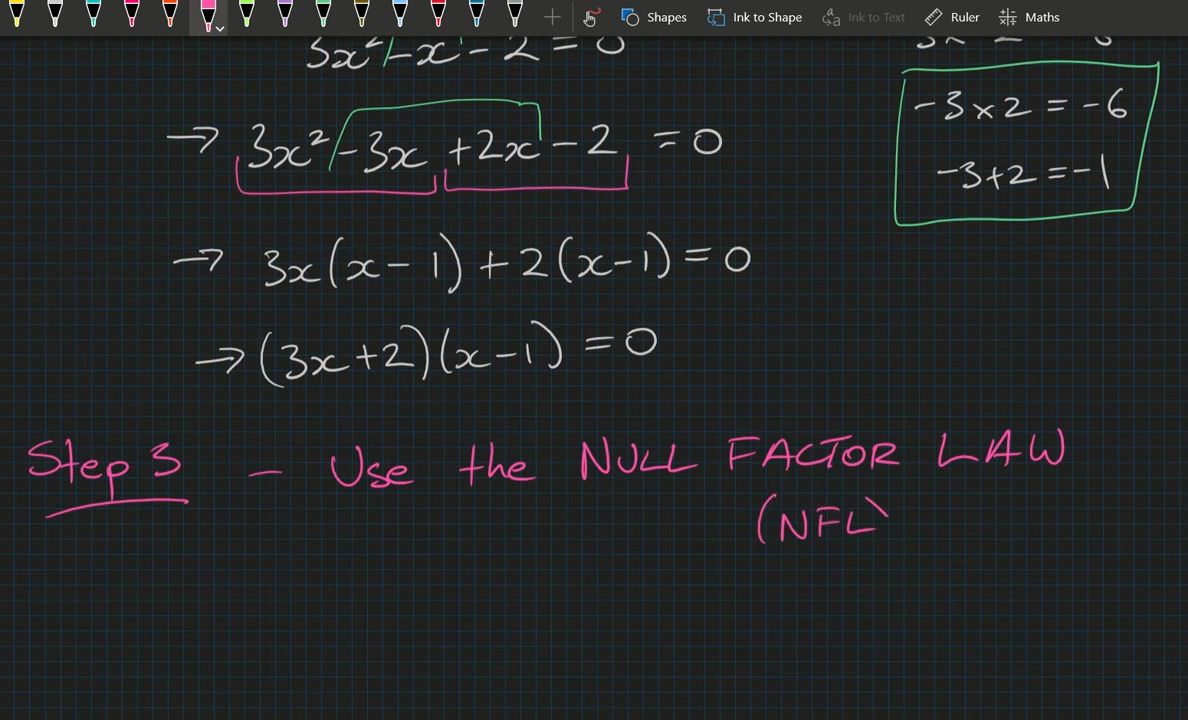 Shapes Ink to Shape Ink to Text Ruler Maths
3x² - x - 2 = 0
-3 × 2 = -6
→ 3x² - 3x + 2x - 2 = 0
-3 + 2 = -1
→ 3x(x - 1) + 2(x - 1) = 0
→ (3x + 2)(x - 1) = 0
Step 3 - Use the NULL FACTOR LAW
(NFL)